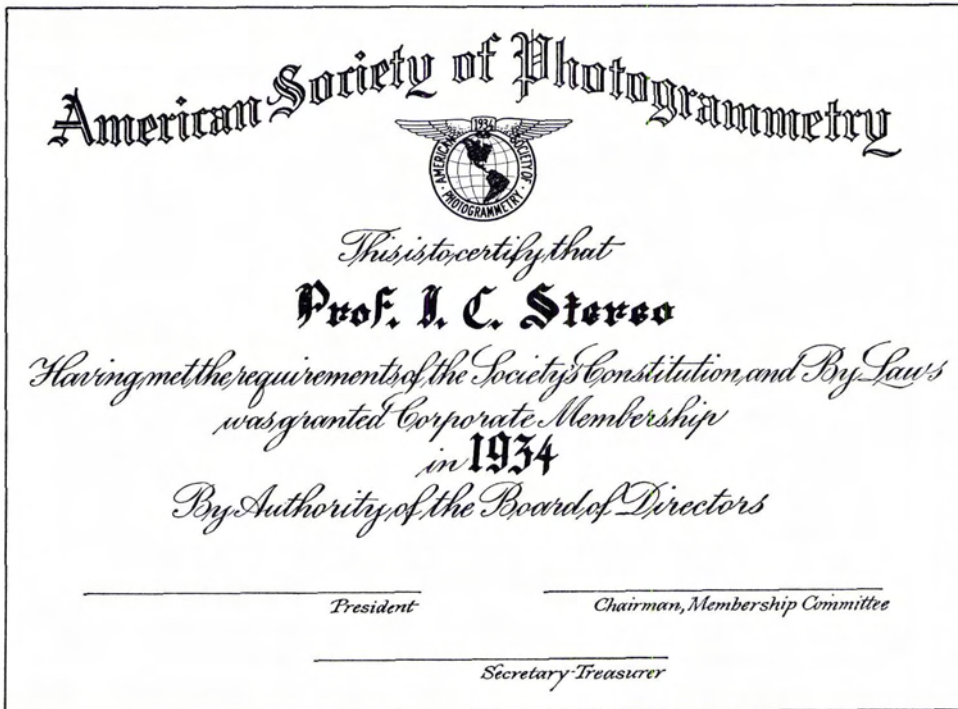 American Society of Photogrammetry
1934
AMERICAN SOCIETY OF
· PHOTOGRAMMETRY ·
This is to certify that
Prof. I. C. Stereo
Having met the requirements of the Society's Constitution and By Laws
was granted Corporate Membership
in 1934
By Authority of the Board of Directors
President
Chairman, Membership Committee
Secretary-Treasurer